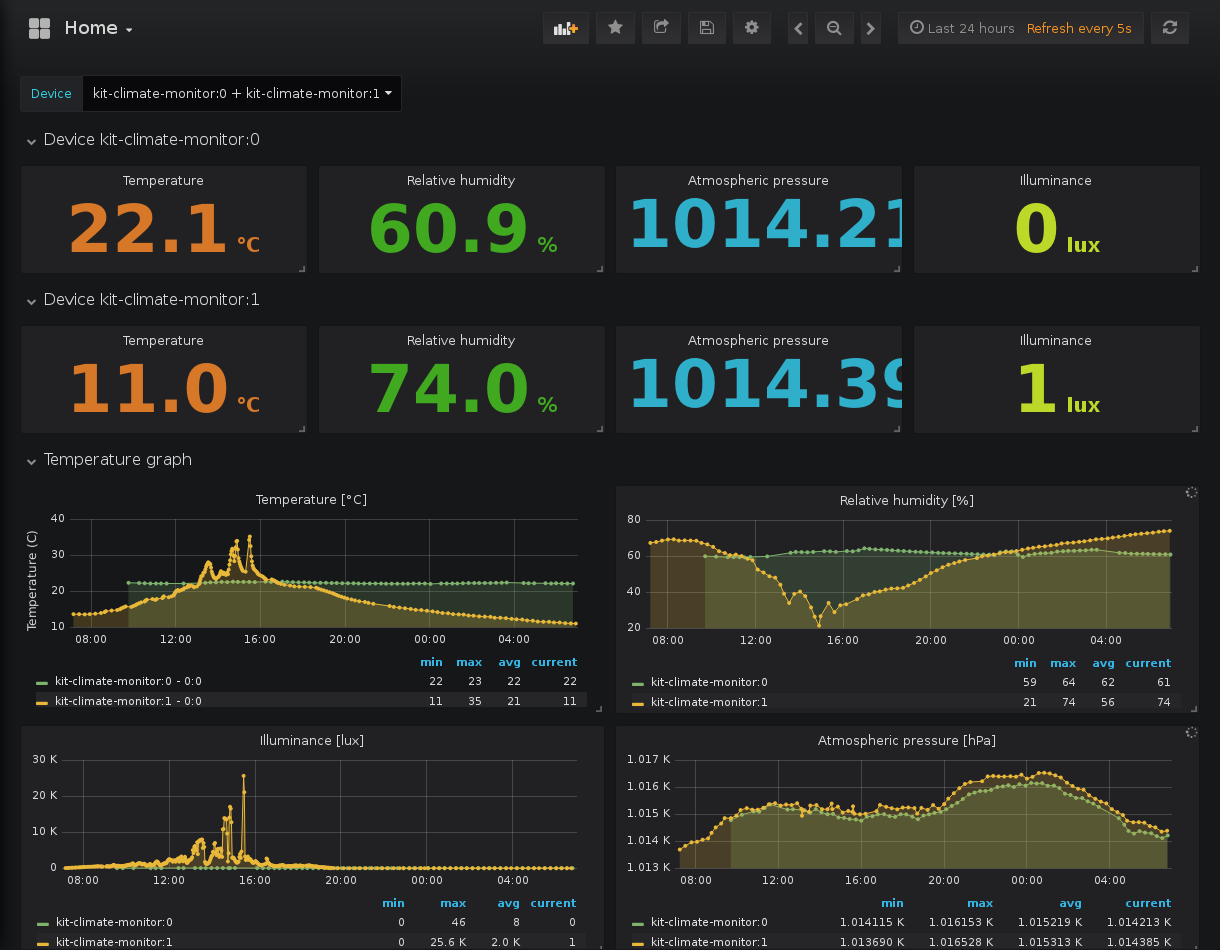 Home
Last 24 hours Refresh every 5s
Device kit-climate-monitor:0 + kit-climate-monitor:1
Device kit-climate-monitor:0
Temperature Relative humidity Atmospheric pressure Illuminance
22.1 °C 60.9 % 1014.21 0 lux
Device kit-climate-monitor:1
Temperature Relative humidity Atmospheric pressure Illuminance
11.0 °C 74.0 % 1014.39 1 lux
Temperature graph
Temperature [°C]
Temperature (C)
40
30
20
10
08:00 12:00 16:00 20:00 00:00 04:00
min max avg current
kit-climate-monitor:0 - 0:0 22 23 22 22
kit-climate-monitor:1 - 0:0 11 35 21 11
Relative humidity [%]
80
60
40
20
08:00 12:00 16:00 20:00 00:00 04:00
min max avg current
kit-climate-monitor:0 59 64 62 61
kit-climate-monitor:1 21 74 56 74
Illuminance [lux]
30 K
20 K
10 K
0
08:00 12:00 16:00 20:00 00:00 04:00
min max avg current
kit-climate-monitor:0 0 46 8 0
kit-climate-monitor:1 0 25.6 K 2.0 K 1
Atmospheric pressure [hPa]
1.017 K
1.016 K
1.015 K
1.014 K
1.013 K
08:00 12:00 16:00 20:00 00:00 04:00
min max avg current
kit-climate-monitor:0 1.014115 K 1.016153 K 1.015219 K 1.014213 K
kit-climate-monitor:1 1.013690 K 1.016528 K 1.015313 K 1.014385 K